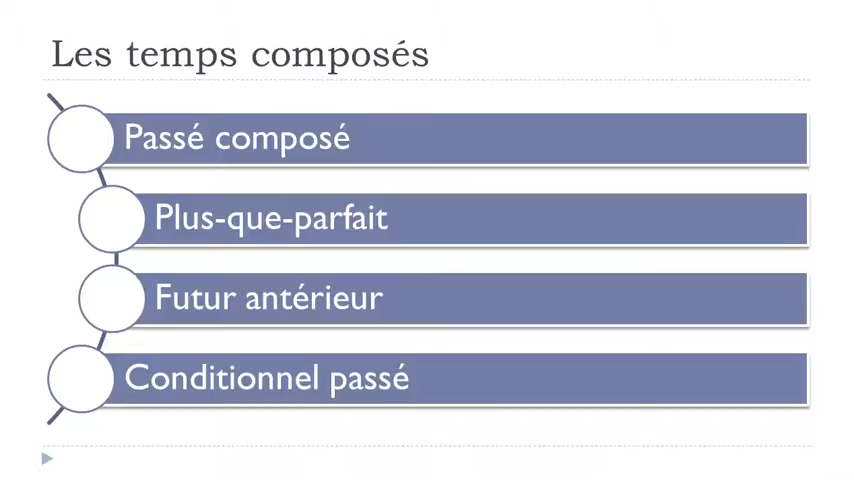 Les temps composés
Passé composé
Plus-que-parfait
Futur antérieur
Conditionnel passé